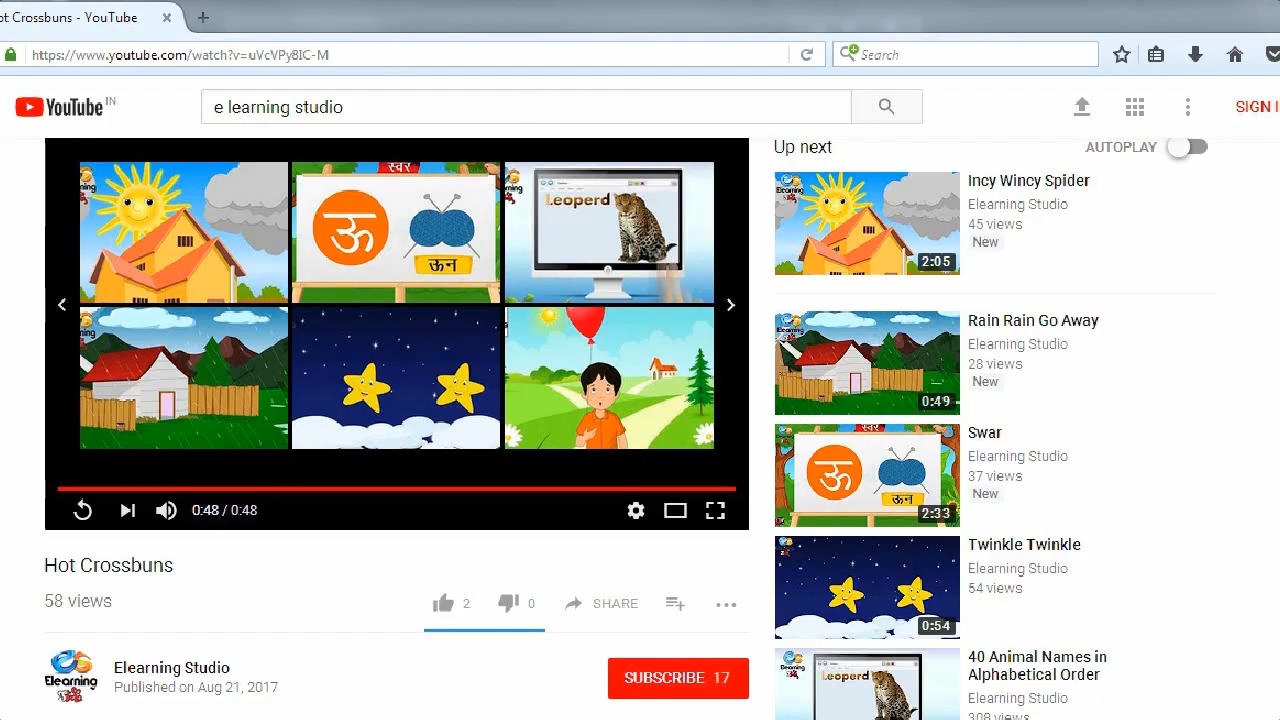 ot Crossbuns - YouTube
https://www.youtube.com/watch?v=uVcVPy8IC-M
Search
YouTube IN
e learning studio
SIGN I
स्वर
ऊ
ऊन
Leoperd
0:48 / 0:48
Hot Crossbuns
58 views
2
0
SHARE
Elearning Studio
Elearning
Published on Aug 21, 2017
SUBSCRIBE 17
Up next
AUTOPLAY
Incy Wincy Spider
Elearning Studio
45 views
New
2:05
Rain Rain Go Away
Elearning Studio
28 views
New
0:49
Swar
Elearning Studio
37 views
New
स्वर
ऊ
ऊन
2:33
Twinkle Twinkle
Elearning Studio
54 views
0:54
40 Animal Names in
Alphabetical Order
Elearning Studio
308 views
Leoperd